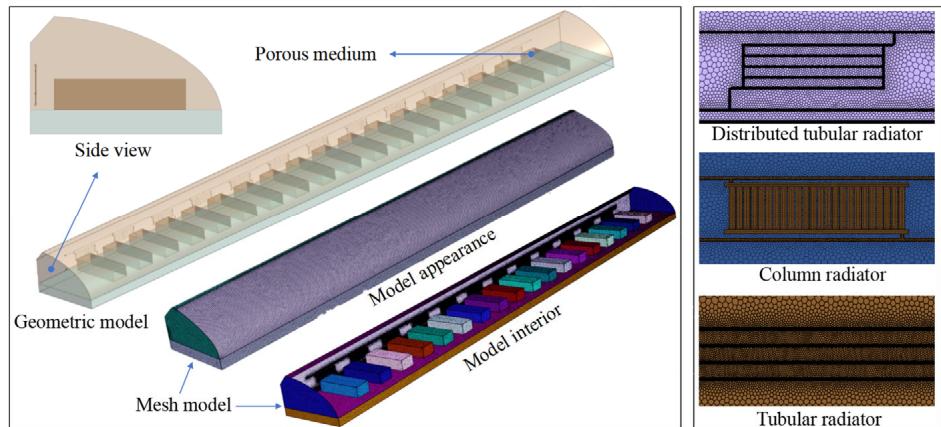 Porous medium
Side view
Geometric model
Model appearance
Model interior
Mesh model
Distributed tubular radiator
Column radiator
Tubular radiator